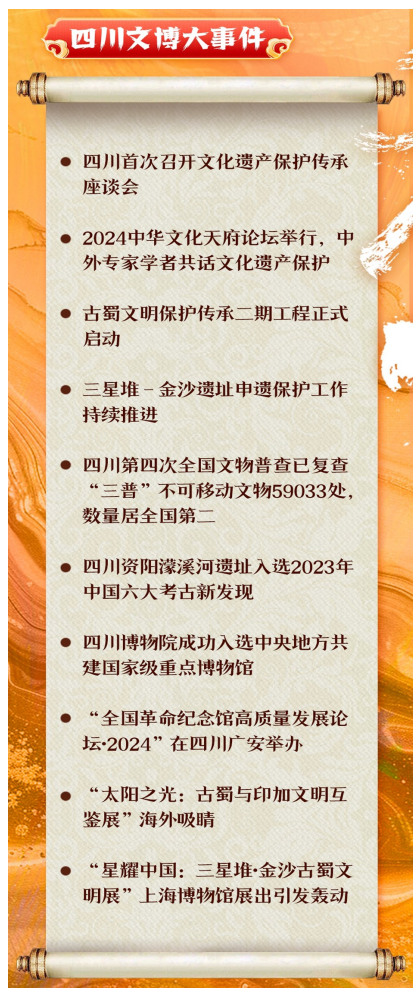 四川文博大事件
四川首次召开文化遗产保护传承
座谈会
2024中华文化天府论坛举行，中
外专家学者共话文化遗产保护
古蜀文明保护传承二期工程正式
启动
三星堆－金沙遗址申遗保护工作
持续推进
四川第四次全国文物普查已复查
“三普”不可移动文物59033处，
数量居全国第二
四川资阳濛溪河遗址入选2023年
中国六大考古新发现
四川博物院成功入选中央地方共
建国家级重点博物馆
“全国革命纪念馆高质量发展论
坛·2024”在四川广安举办
“太阳之光：古蜀与印加文明互
鉴展”海外吸睛
“星耀中国：三星堆·金沙古蜀文
明展”上海博物馆展出引发轰动